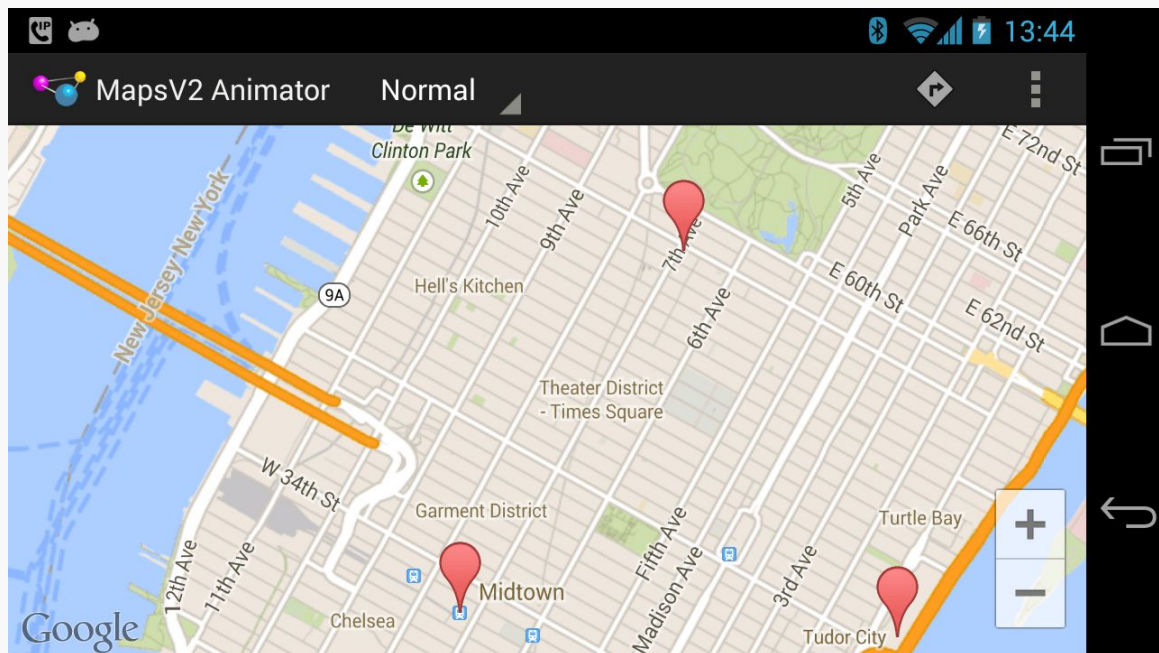 IP
13:44
MapsV2 Animator
Normal
De Witt
Clinton Park
E 72nd St
10th Ave
9th Ave
5th Ave
Park Ave
7th Ave
E 66th St
New Jersey
New York
9A
Hell's Kitchen
E 60th St
6th Ave
E 62nd St
Theater District
- Times Square
W 34th St
Garment District
Turtle Bay
+
12th Ave
11th Ave
Fifth Ave
Madison Ave
3rd Ave
−
Midtown
Chelsea
Tudor City
Google